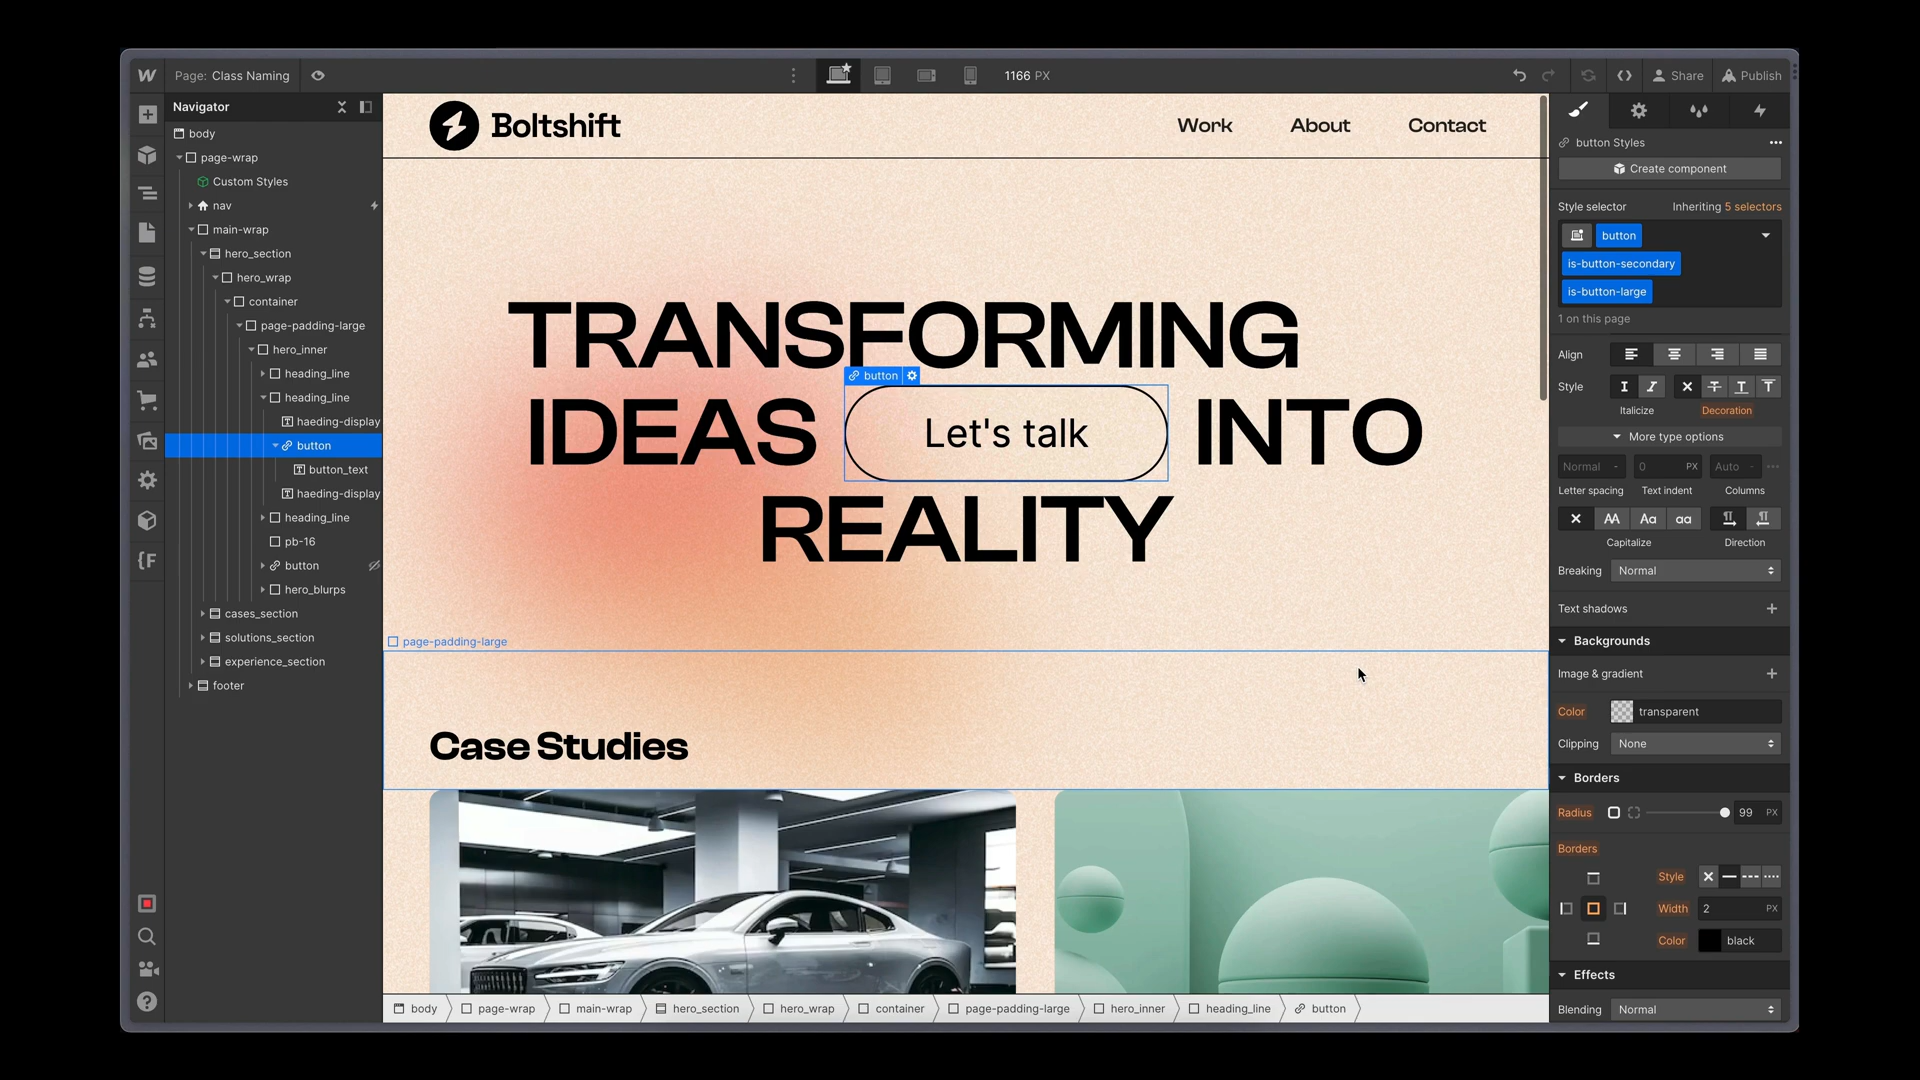 W Page: Class Naming 1166 PX Share Publish
Navigator
body
page-wrap
Custom Styles
nav
main-wrap
hero_section
hero_wrap
container
page-padding-large
hero_inner
heading_line
heading_line
haeding-display
button
button_text
haeding-display
heading_line
pb-16
button
hero_blurps
cases_section
solutions_section
experience_section
footer
Boltshift
Work About Contact
TRANSFORMING
button
IDEAS Let's talk INTO
REALITY
page-padding-large
Case Studies
body page-wrap main-wrap hero_section hero_wrap container page-padding-large hero_inner heading_line button
button Styles
Create component
Style selector Inheriting 5 selectors
button
is-button-secondary
is-button-large
1 on this page
Align
Style
Italicize Decoration
More type options
Normal - 0 PX Auto -
Letter spacing Text indent Columns
AA Aa aa
Capitalize Direction
Breaking Normal
Text shadows
Backgrounds
Image & gradient
Color transparent
Clipping None
Borders
Radius 99 PX
Borders
Style
Width 2 PX
Color black
Effects
Blending Normal